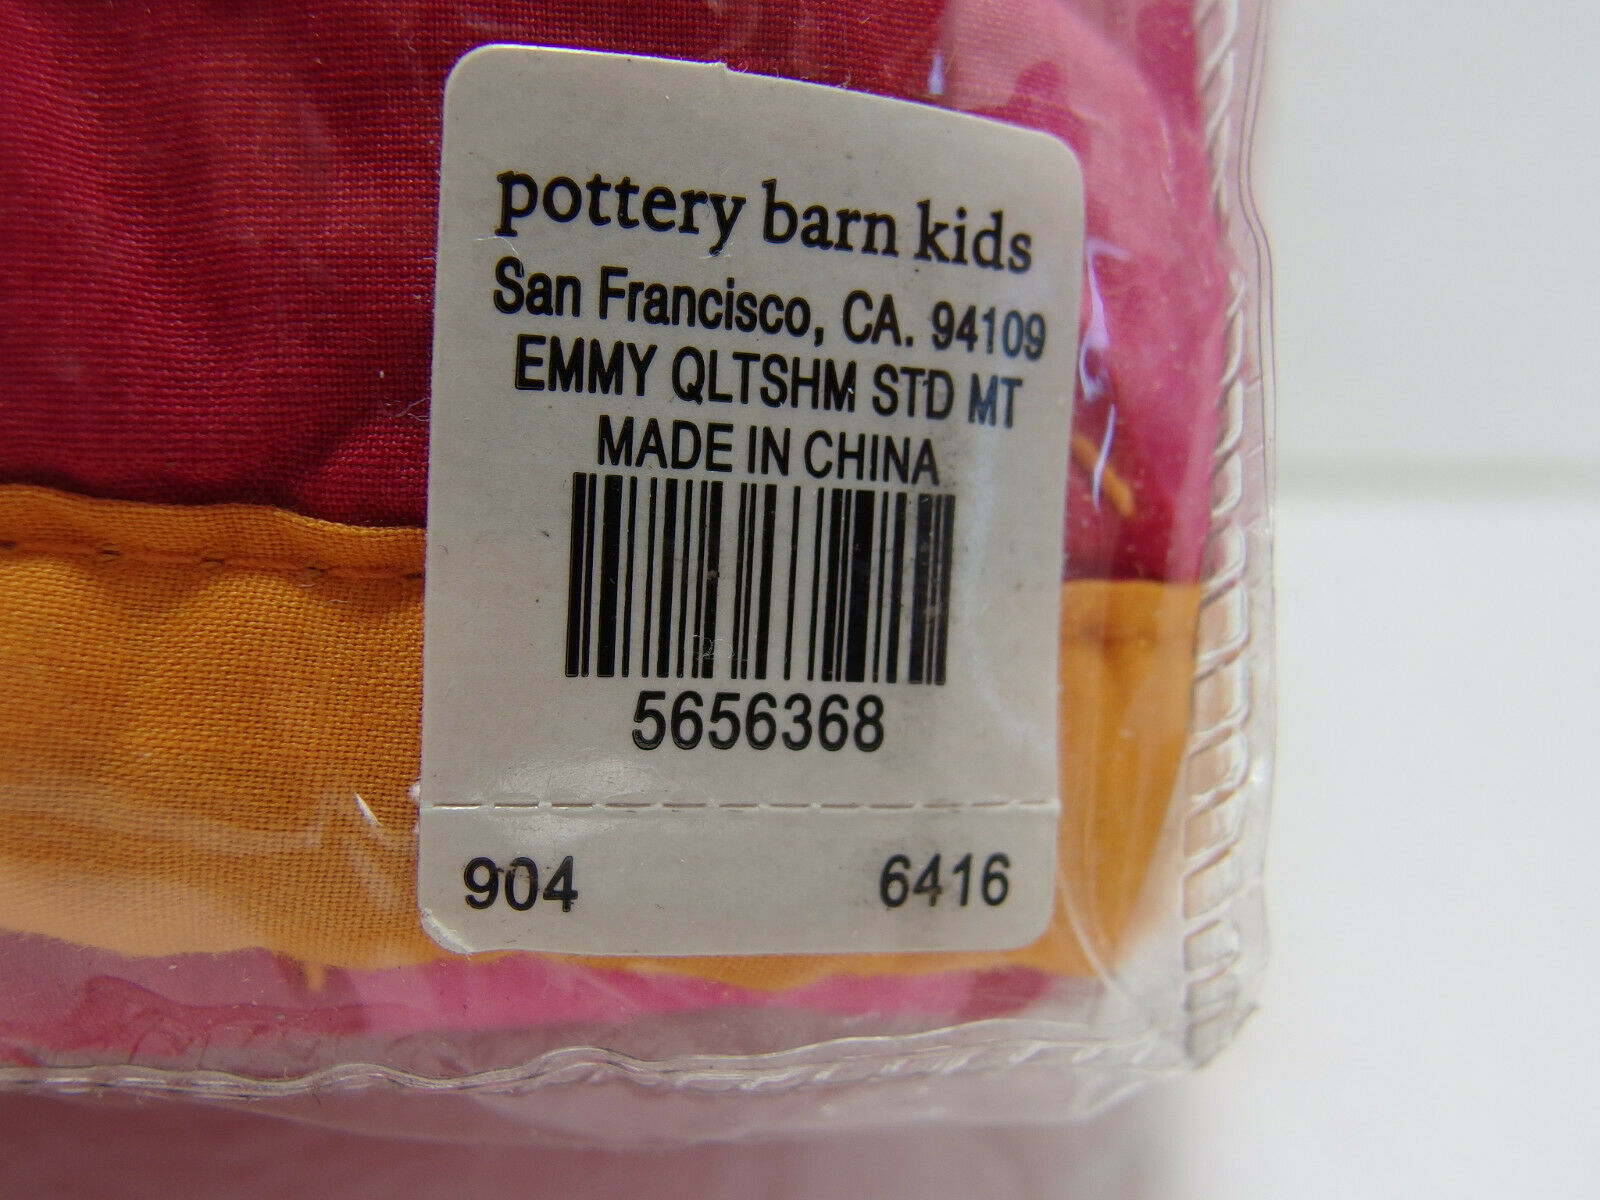 pottery barn kids
San Francisco, CA. 94109
EMMY QLTSHM STD MT
MADE IN CHINA
5656368
904 6416